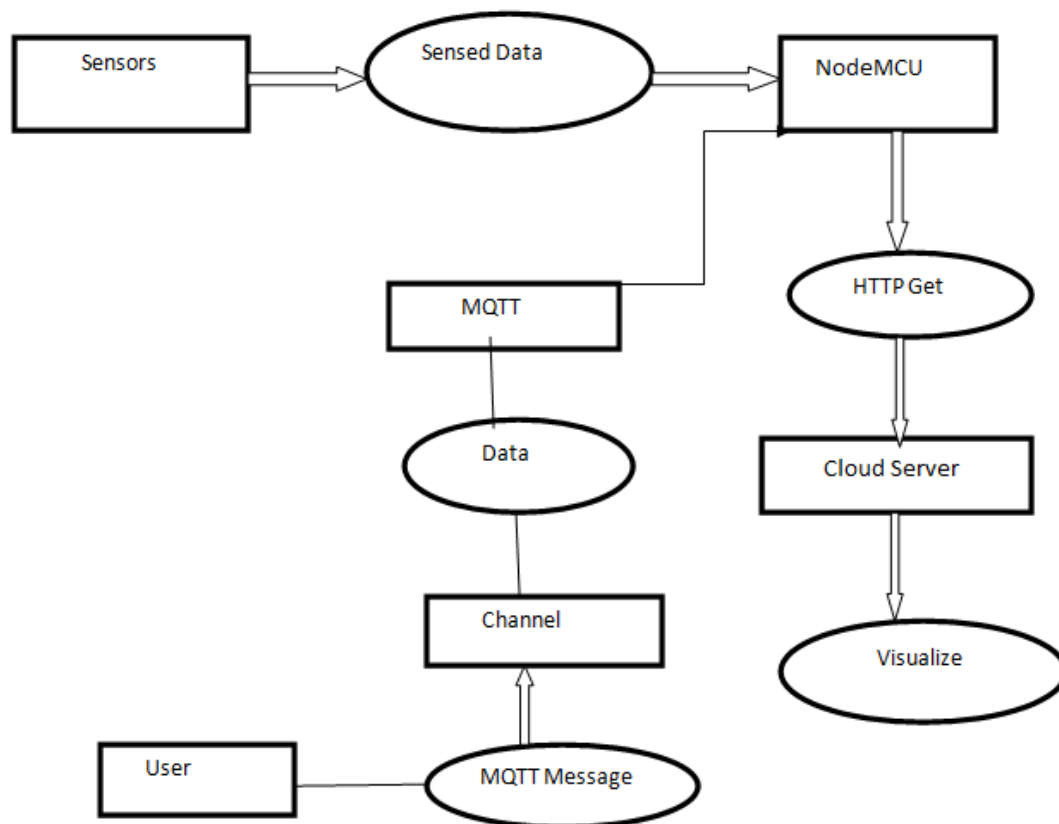 Sensors
Sensed Data
NodeMCU
HTTP Get
MQTT
Data
Cloud Server
Channel
Visualize
User
MQTT Message